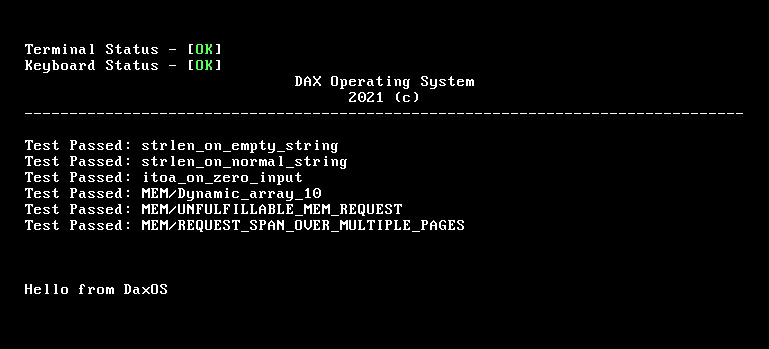 Terminal Status - [OK]
Keyboard Status - [OK]
DAX Operating System
2021 (c)
--------------------------------------------------------------------------------
Test Passed: strlen_on_empty_string
Test Passed: strlen_on_normal_string
Test Passed: itoa_on_zero_input
Test Passed: MEM/Dynamic_array_10
Test Passed: MEM/UNFULFILLABLE_MEM_REQUEST
Test Passed: MEM/REQUEST_SPAN_OVER_MULTIPLE_PAGES
Hello from DaxOS